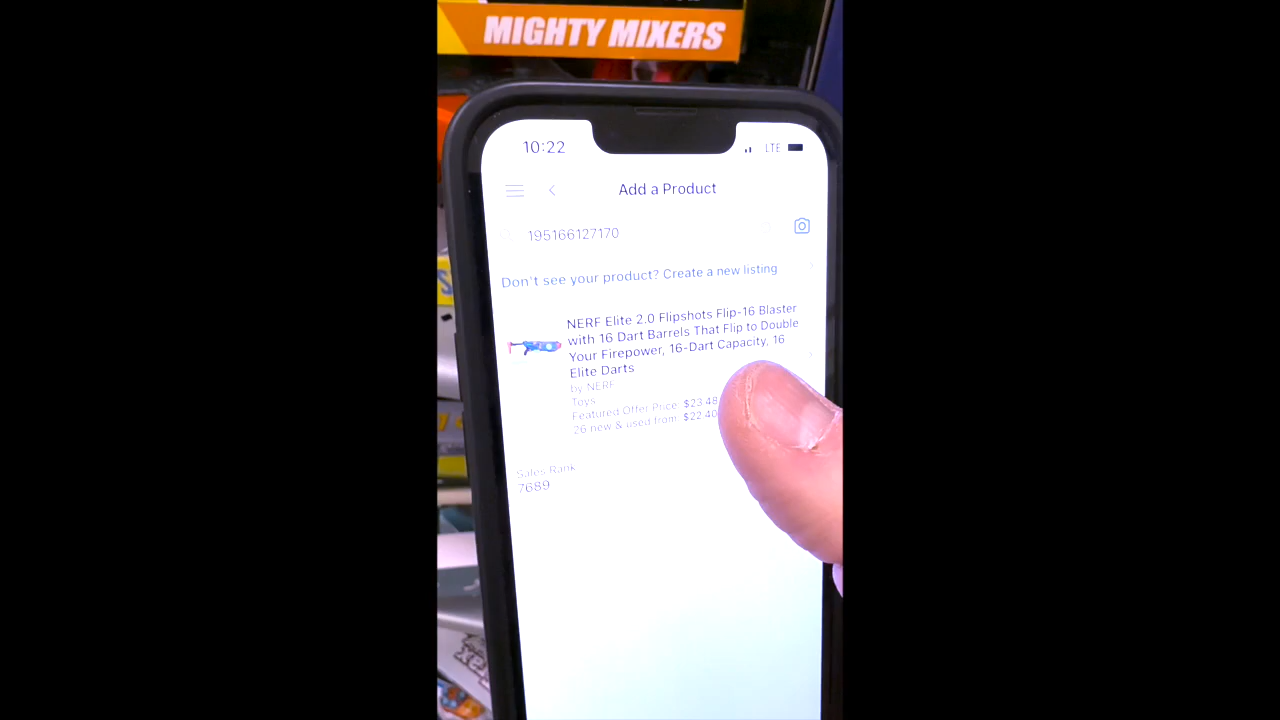 MIGHTY MIXERS
10:22
LTE
Add a Product
195166127170
Don't see your product? Create a new listing
NERF Elite 2.0 Flipshots Flip-16 Blaster
with 16 Dart Barrels That Flip to Double
Your Firepower, 16-Dart Capacity, 16
Elite Darts
by NERF
Toys
Featured Offer Price: $23.48
26 new & used from: $22.40
Sales Rank
7689